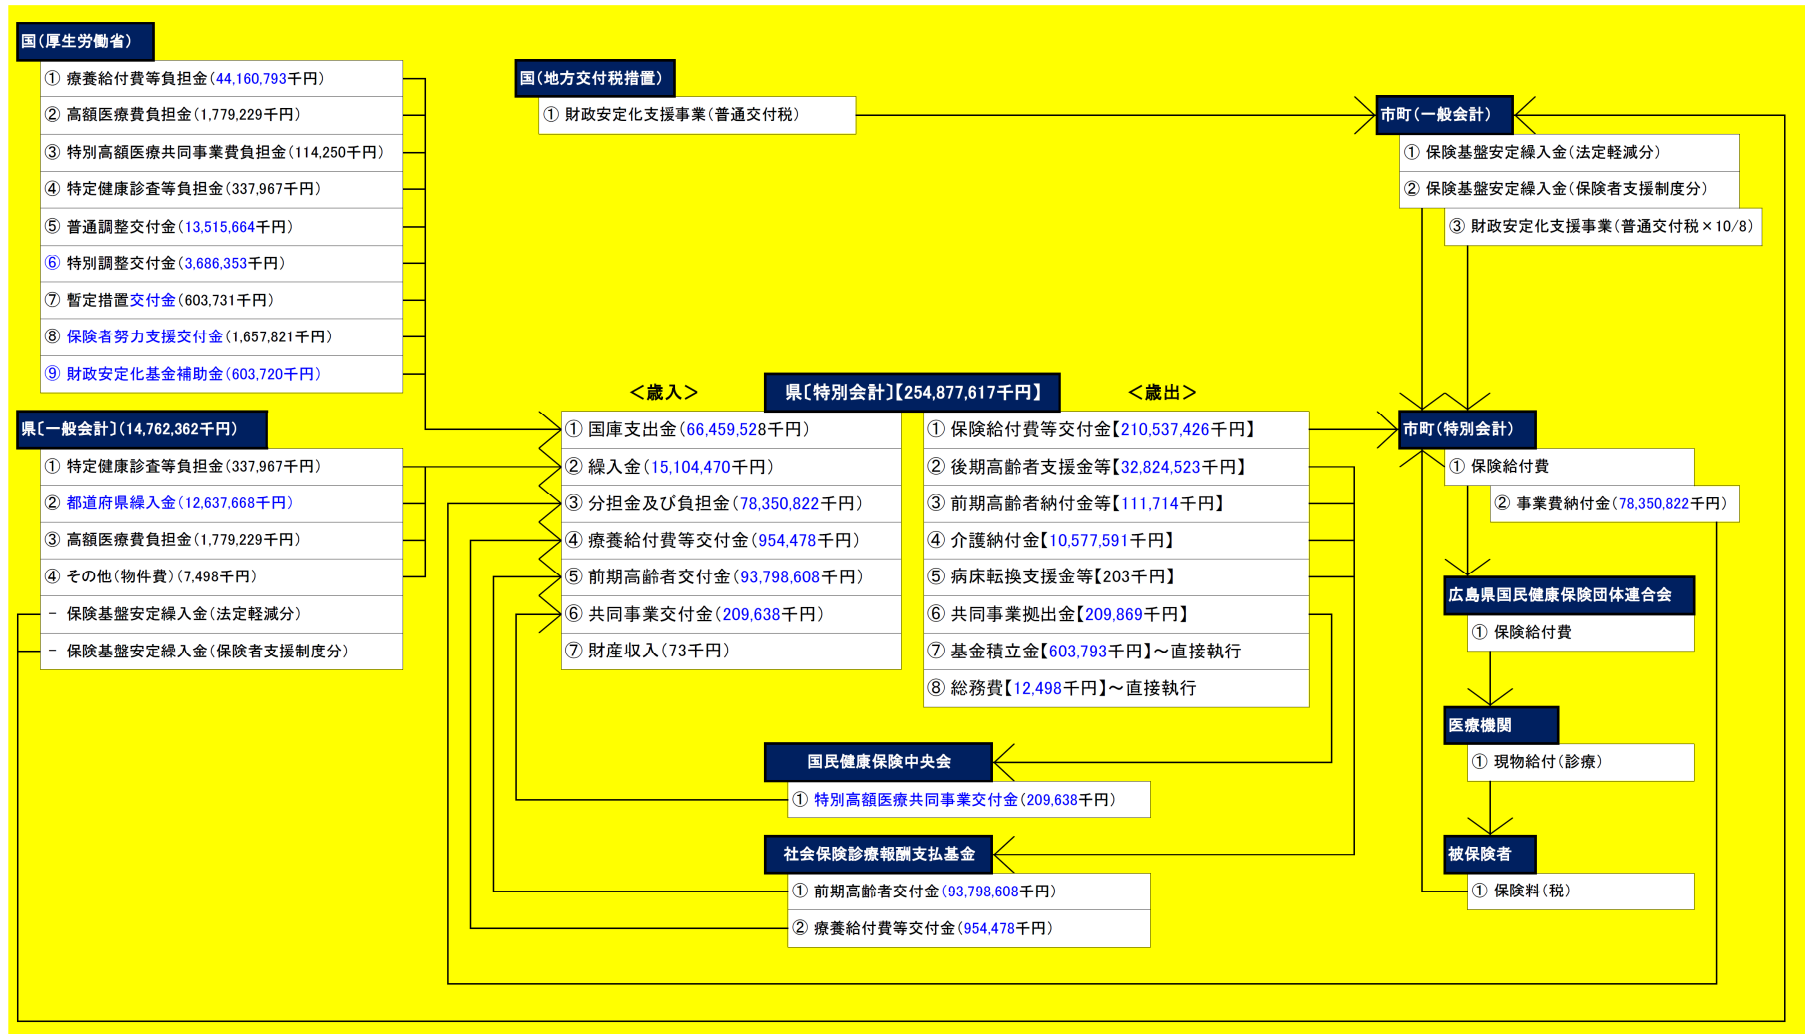 国（厚生労働省）
① 療養給付費等負担金（44,160,793千円）
② 高額医療費負担金（1,779,229千円）
③ 特別高額医療共同事業費負担金（114,250千円）
④ 特定健康診査等負担金（337,967千円）
⑤ 普通調整交付金（13,515,664千円）
⑥ 特別調整交付金（3,686,353千円）
⑦ 暫定措置交付金（603,731千円）
⑧ 保険者努力支援交付金（1,657,821千円）
⑨ 財政安定化基金補助金（603,720千円）
国（地方交付税措置）
① 財政安定化支援事業（普通交付税）
市町（一般会計）
① 保険基盤安定繰入金（法定軽減分）
② 保険基盤安定繰入金（保険者支援制度分）
③ 財政安定化支援事業（普通交付税×10/8）
県〔一般会計〕（14,762,362千円）
① 特定健康診査等負担金（337,967千円）
② 都道府県繰入金（12,637,668千円）
③ 高額医療費負担金（1,779,229千円）
④ その他（物件費）（7,498千円）
− 保険基盤安定繰入金（法定軽減分）
− 保険基盤安定繰入金（保険者支援制度分）
＜歳入＞
県〔特別会計〕【254,877,617千円】
＜歳出＞
① 国庫支出金（66,459,528千円）
② 繰入金（15,104,470千円）
③ 分担金及び負担金（78,350,822千円）
④ 療養給付費等交付金（954,478千円）
⑤ 前期高齢者交付金（93,798,608千円）
⑥ 共同事業交付金（209,638千円）
⑦ 財産収入（73千円）
① 保険給付費等交付金【210,537,426千円】
② 後期高齢者支援金等【32,824,523千円】
③ 前期高齢者納付金等【111,714千円】
④ 介護納付金【10,577,591千円】
⑤ 病床転換支援金等【203千円】
⑥ 共同事業拠出金【209,869千円】
⑦ 基金積立金【603,793千円】～直接執行
⑧ 総務費【12,498千円】～直接執行
市町（特別会計）
① 保険給付費
② 事業費納付金（78,350,822千円）
広島県国民健康保険団体連合会
① 保険給付費
医療機関
① 現物給付（診療）
被保険者
① 保険料（税）
国民健康保険中央会
① 特別高額医療共同事業交付金（209,638千円）
社会保険診療報酬支払基金
① 前期高齢者交付金（93,798,608千円）
② 療養給付費等交付金（954,478千円）